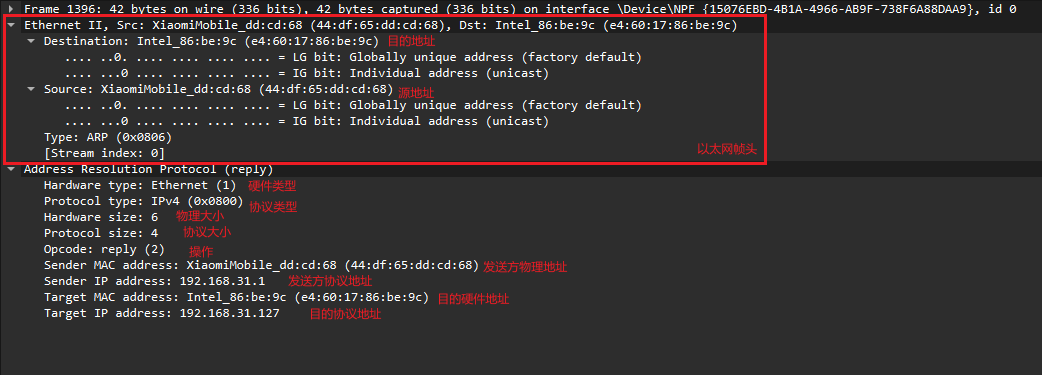 Frame 1396: 42 bytes on wire (336 bits), 42 bytes captured (336 bits) on interface \Device\NPF_{15076EBD-4B1A-4966-AB9F-738F6A88DAA9}, id 0
Ethernet II, Src: XiaomiMobile_dd:cd:68 (44:df:65:dd:cd:68), Dst: Intel_86:be:9c (e4:60:17:86:be:9c)
Destination: Intel_86:be:9c (e4:60:17:86:be:9c) 目的地址
.... ..0. .... .... .... .... = LG bit: Globally unique address (factory default)
.... ...0 .... .... .... .... = IG bit: Individual address (unicast)
Source: XiaomiMobile_dd:cd:68 (44:df:65:dd:cd:68) 源地址
.... ..0. .... .... .... .... = LG bit: Globally unique address (factory default)
.... ...0 .... .... .... .... = IG bit: Individual address (unicast)
Type: ARP (0x0806)
[Stream index: 0] 以太网帧头
Address Resolution Protocol (reply)
Hardware type: Ethernet (1) 硬件类型
Protocol type: IPv4 (0x0800) 协议类型
Hardware size: 6 物理大小
Protocol size: 4 协议大小
Opcode: reply (2) 操作
Sender MAC address: XiaomiMobile_dd:cd:68 (44:df:65:dd:cd:68) 发送方物理地址
Sender IP address: 192.168.31.1 发送方协议地址
Target MAC address: Intel_86:be:9c (e4:60:17:86:be:9c) 目的硬件地址
Target IP address: 192.168.31.127 目的协议地址